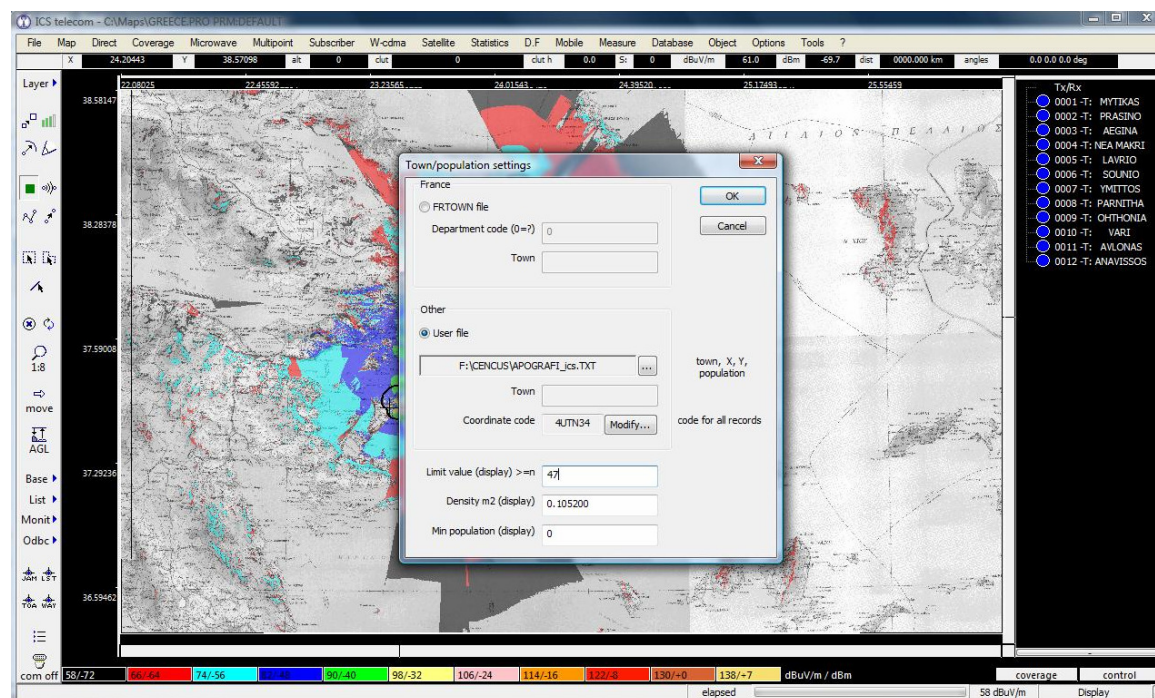 ICS telecom - C:\Maps\GREECE.PRO PRM:DEFAULT
File Map Direct Coverage Microwave Multipoint Subscriber W-cdma Satellite Statistics D.F Mobile Measure Database Object Options Tools ?
X 24.20443 Y 38.57098 alt 0 clut 0 clut h 0.0 S: 0 dBuV/m 61.0 dBm -69.7 dist 0000.000 km angles 0.0 0.0 0.0 deg
Layer
22.08025 22.45592 23.23565 24.01543 24.39520 25.17493 25.55459
38.58147
38.28378
37.59008
37.29236
36.59462
1:8
move
AGL
Base
List
Monit
Odbc
JAM LST
TOA WAY
com off
Town/population settings
France
FRTOWN file
Department code (0=?) 0
Town
OK
Cancel
Other
User file
F:\CENCUS\APOGRAFI_ics.TXT ...
town, X, Y,
population
Town
Coordinate code 4UTN34 Modify... code for all records
Limit value (display) >=n 47
Density m2 (display) 0.105200
Min population (display) 0
Tx/Rx
0001 -T: MYTIKAS
0002 -T: PRASINO
0003 -T: AEGINA
0004 -T: NEA MAKRI
0005 -T: LAVRIO
0006 -T: SOUNIO
0007 -T: YMITTOS
0008 -T: PARNITHA
0009 -T: OHTHONIA
0010 -T: VARI
0011 -T: AVLONAS
0012 -T: ANAVISSOS
58/-72 66/-64 74/-56 90/-40 98/-32 106/-24 114/-16 122/-8 130/+0 138/+7 dBuV/m / dBm coverage control
elapsed 58 dBuV/m Display